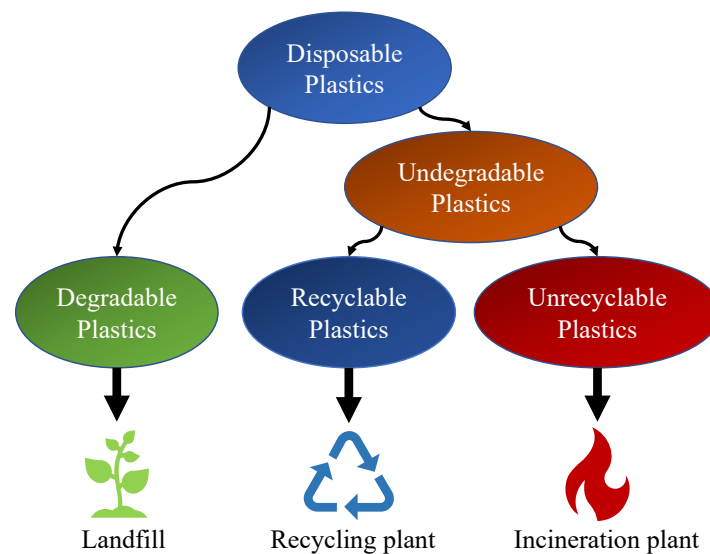 Disposable
Plastics
Undegradable
Plastics
Degradable
Plastics
Recyclable
Plastics
Unrecyclable
Plastics
Landfill
Recycling plant
Incineration plant